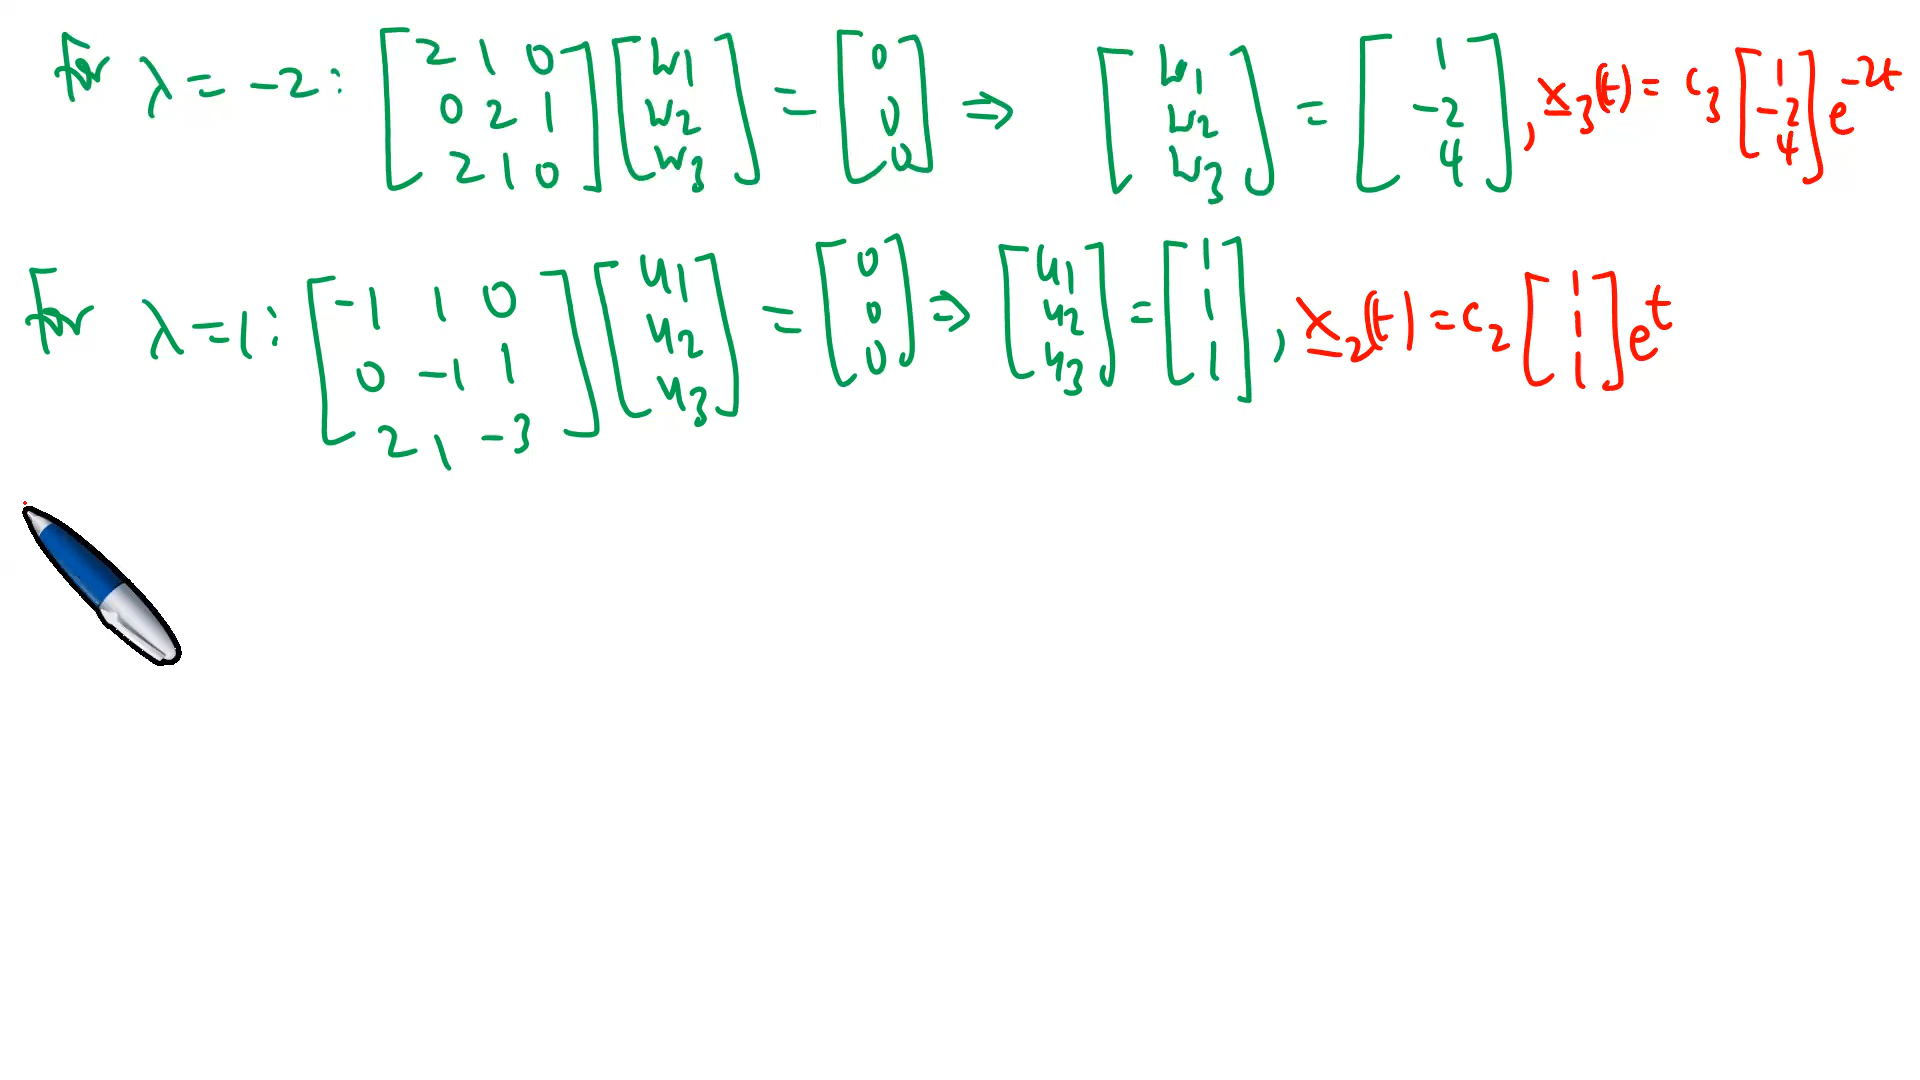 For λ = -2 : [2 1 0; 0 2 1; 2 1 0] [w1; w2; w3] = [0; 0; 0] ⇒ [w1; w2; w3] = [1; -2; 4], x3(t) = c3 [1; -2; 4] e^-2t
For λ = 1 : [-1 1 0; 0 -1 1; 2 1 -3] [u1; u2; u3] = [0; 0; 0] ⇒ [u1; u2; u3] = [1; 1; 1], x2(t) = c2 [1; 1; 1] e^t